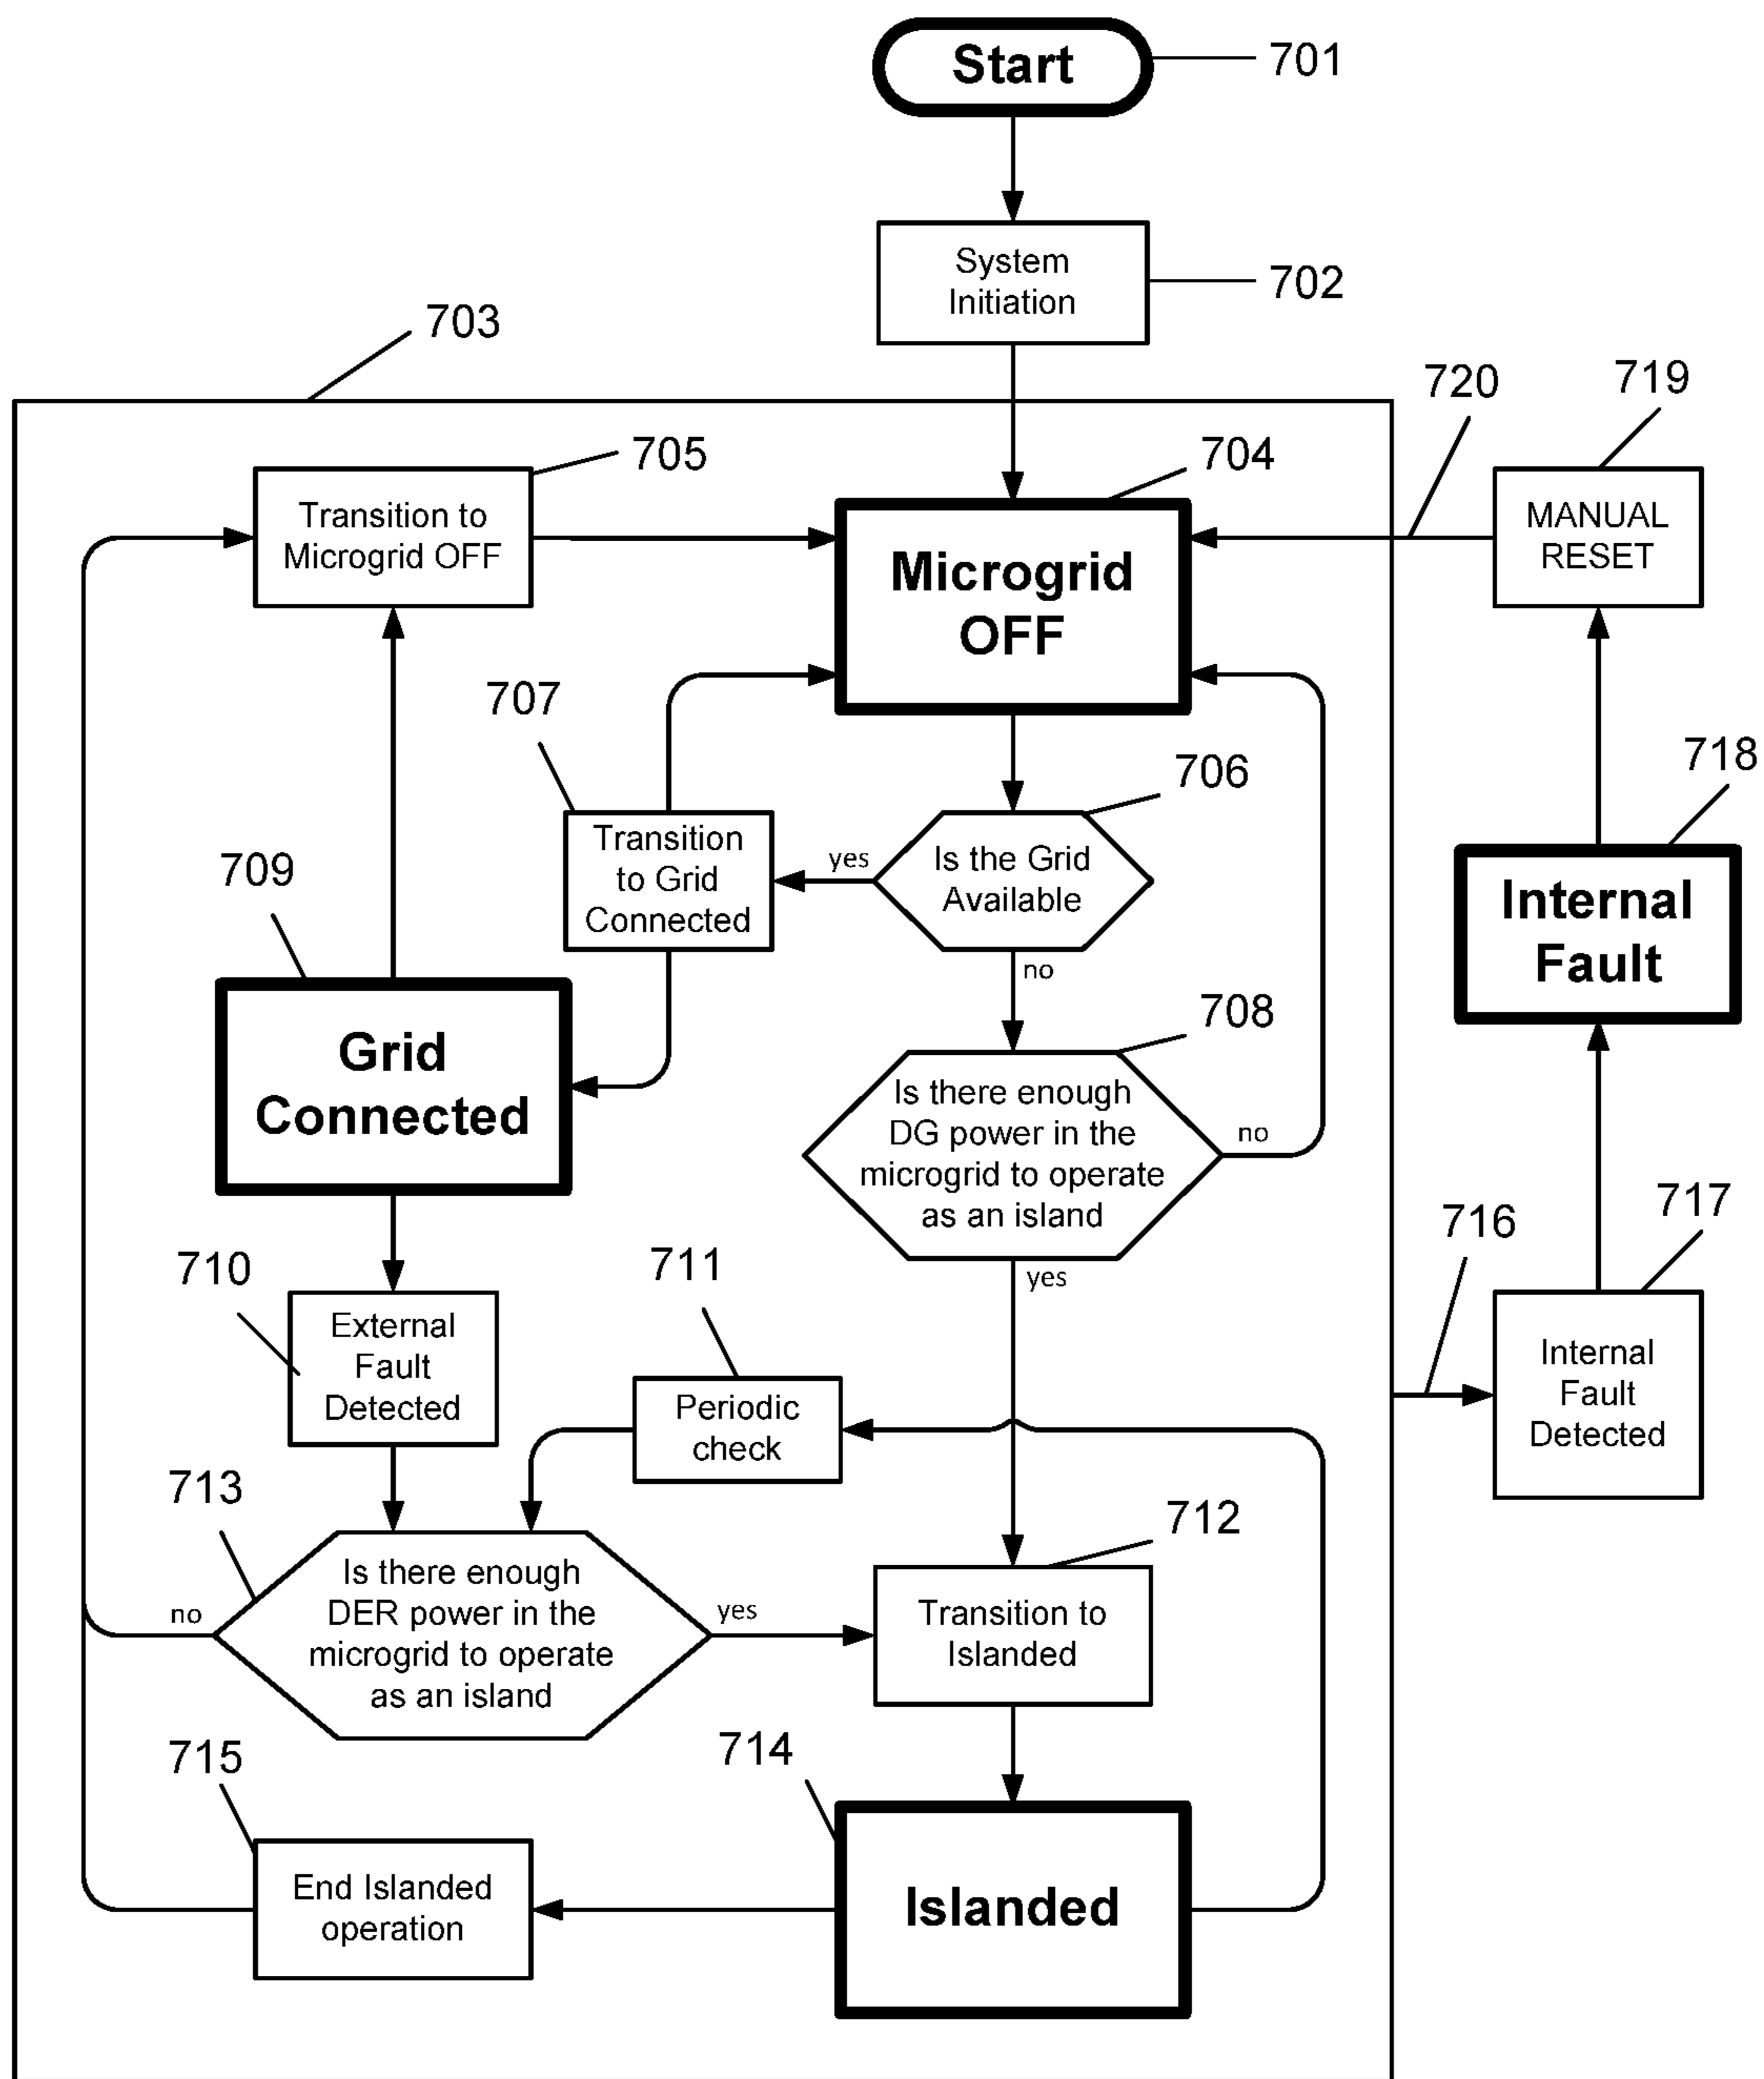 Start
701
System
Initiation
702
703
720
719
705
704
Transition to
Microgrid OFF
Microgrid
OFF
MANUAL
RESET
707
706
718
Transition
to Grid
Connected
yes
Is the Grid
Available
no
709
Internal
Fault
Grid
Connected
708
Is there enough
DG power in the
microgrid to operate
as an island
no
yes
710
External
Fault
Detected
711
Periodic
check
716
717
Internal
Fault
Detected
713
Is there enough
DER power in the
microgrid to operate
as an island
no
yes
712
Transition to
Islanded
715
End Islanded
operation
714
Islanded